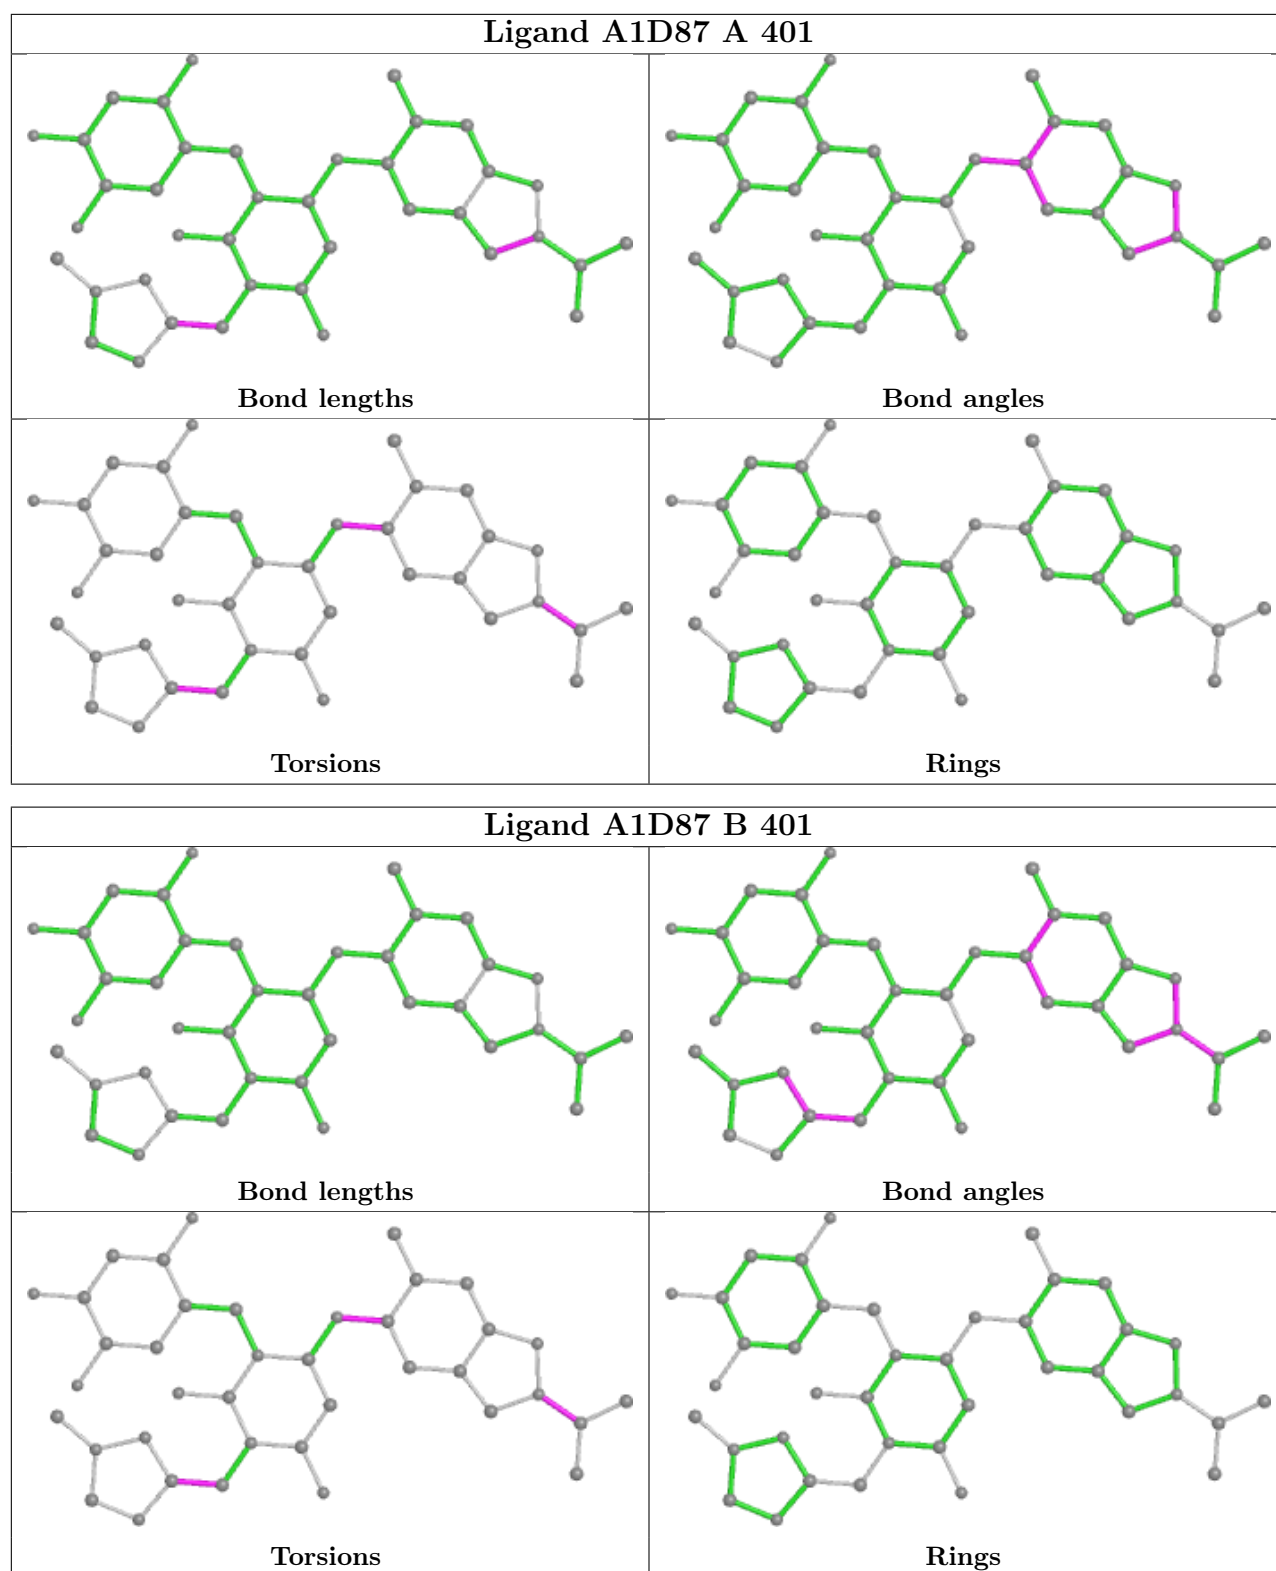 Ligand A1D87 A 401
Bond lengths
Bond angles
Torsions
Rings
Ligand A1D87 B 401
Bond lengths
Bond angles
Torsions
Rings